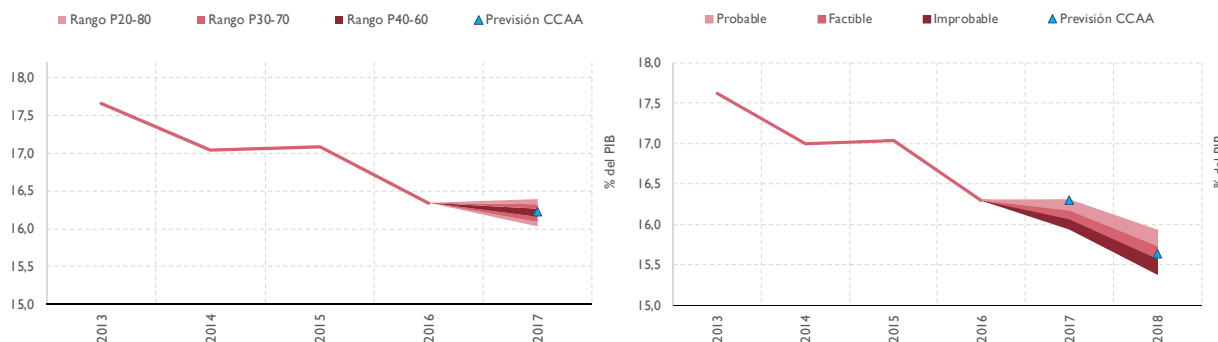 Rango P20-80 Rango P30-70 Rango P40-60 Previsión CCAA
18,0
17,5
17,0
16,5
16,0
15,5
15,0
2013 2014 2015 2016 2017
% del PIB
Probable Factible Improbable Previsión CCAA
18,0
17,5
17,0
16,5
16,0
15,5
15,0
2013 2014 2015 2016 2017 2018